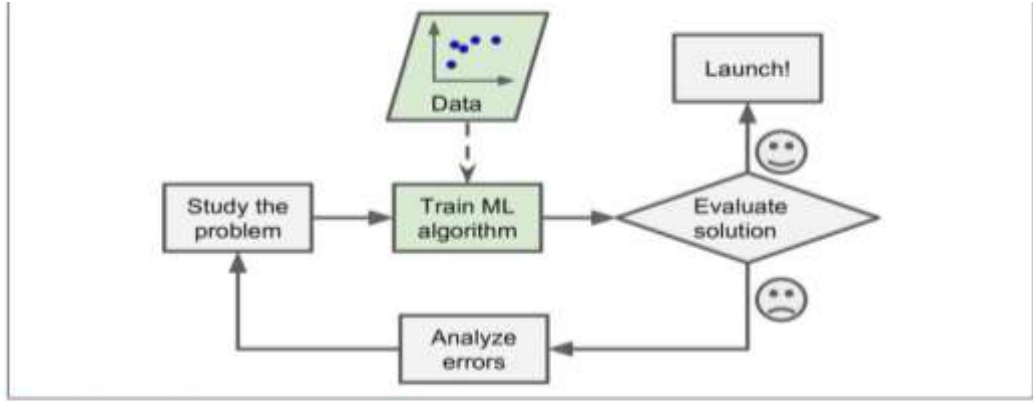 Data
Launch!
Study the
problem
Train ML
algorithm
Evaluate
solution
Analyze
errors